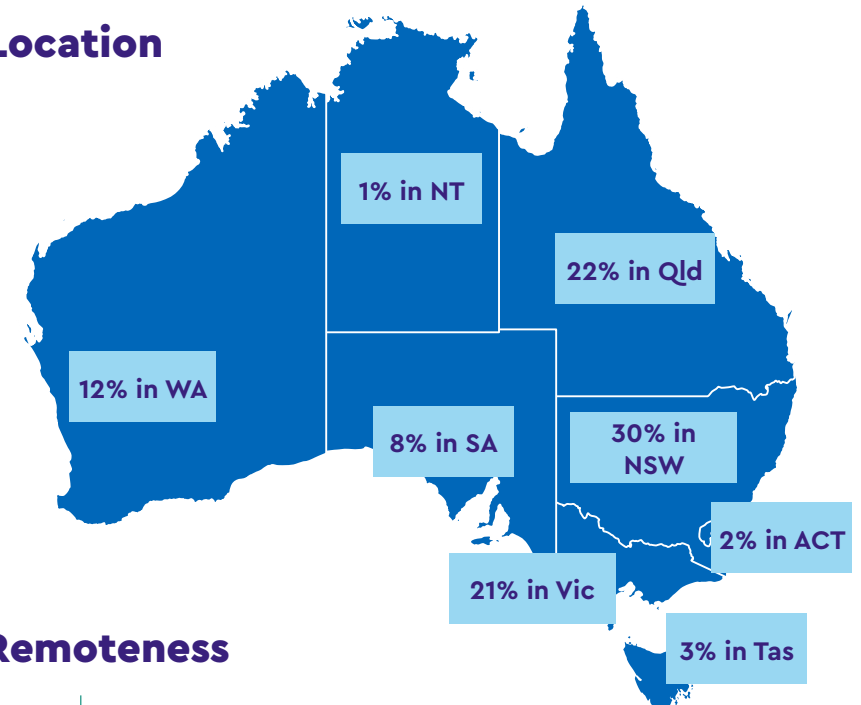 Location
1% in NT
22% in Qld
12% in WA
8% in SA
30% in
NSW
2% in ACT
21% in Vic
3% in Tas
Remoteness